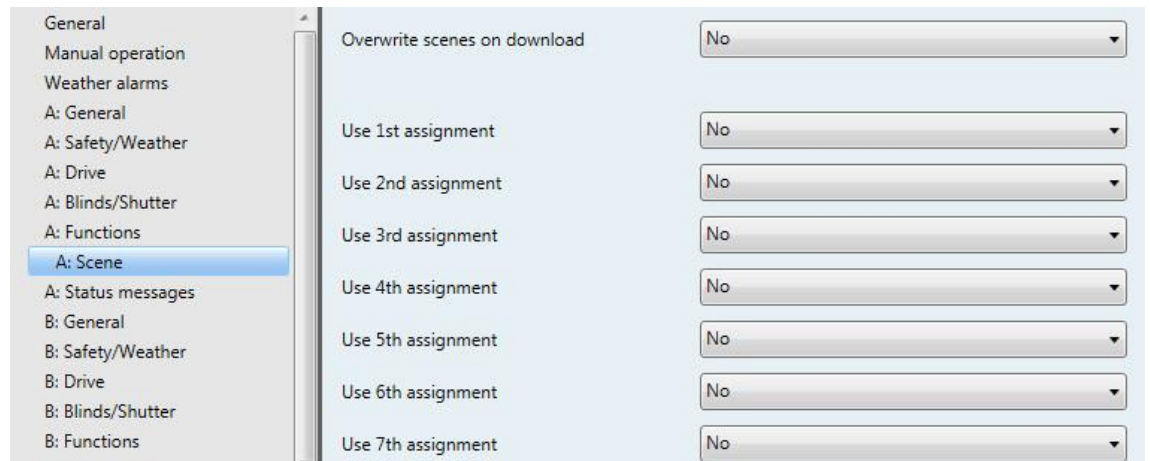 General
Manual operation
Weather alarms
A: General
A: Safety/Weather
A: Drive
A: Blinds/Shutter
A: Functions
A: Scene
A: Status messages
B: General
B: Safety/Weather
B: Drive
B: Blinds/Shutter
B: Functions
Overwrite scenes on download No
Use 1st assignment No
Use 2nd assignment No
Use 3rd assignment No
Use 4th assignment No
Use 5th assignment No
Use 6th assignment No
Use 7th assignment No